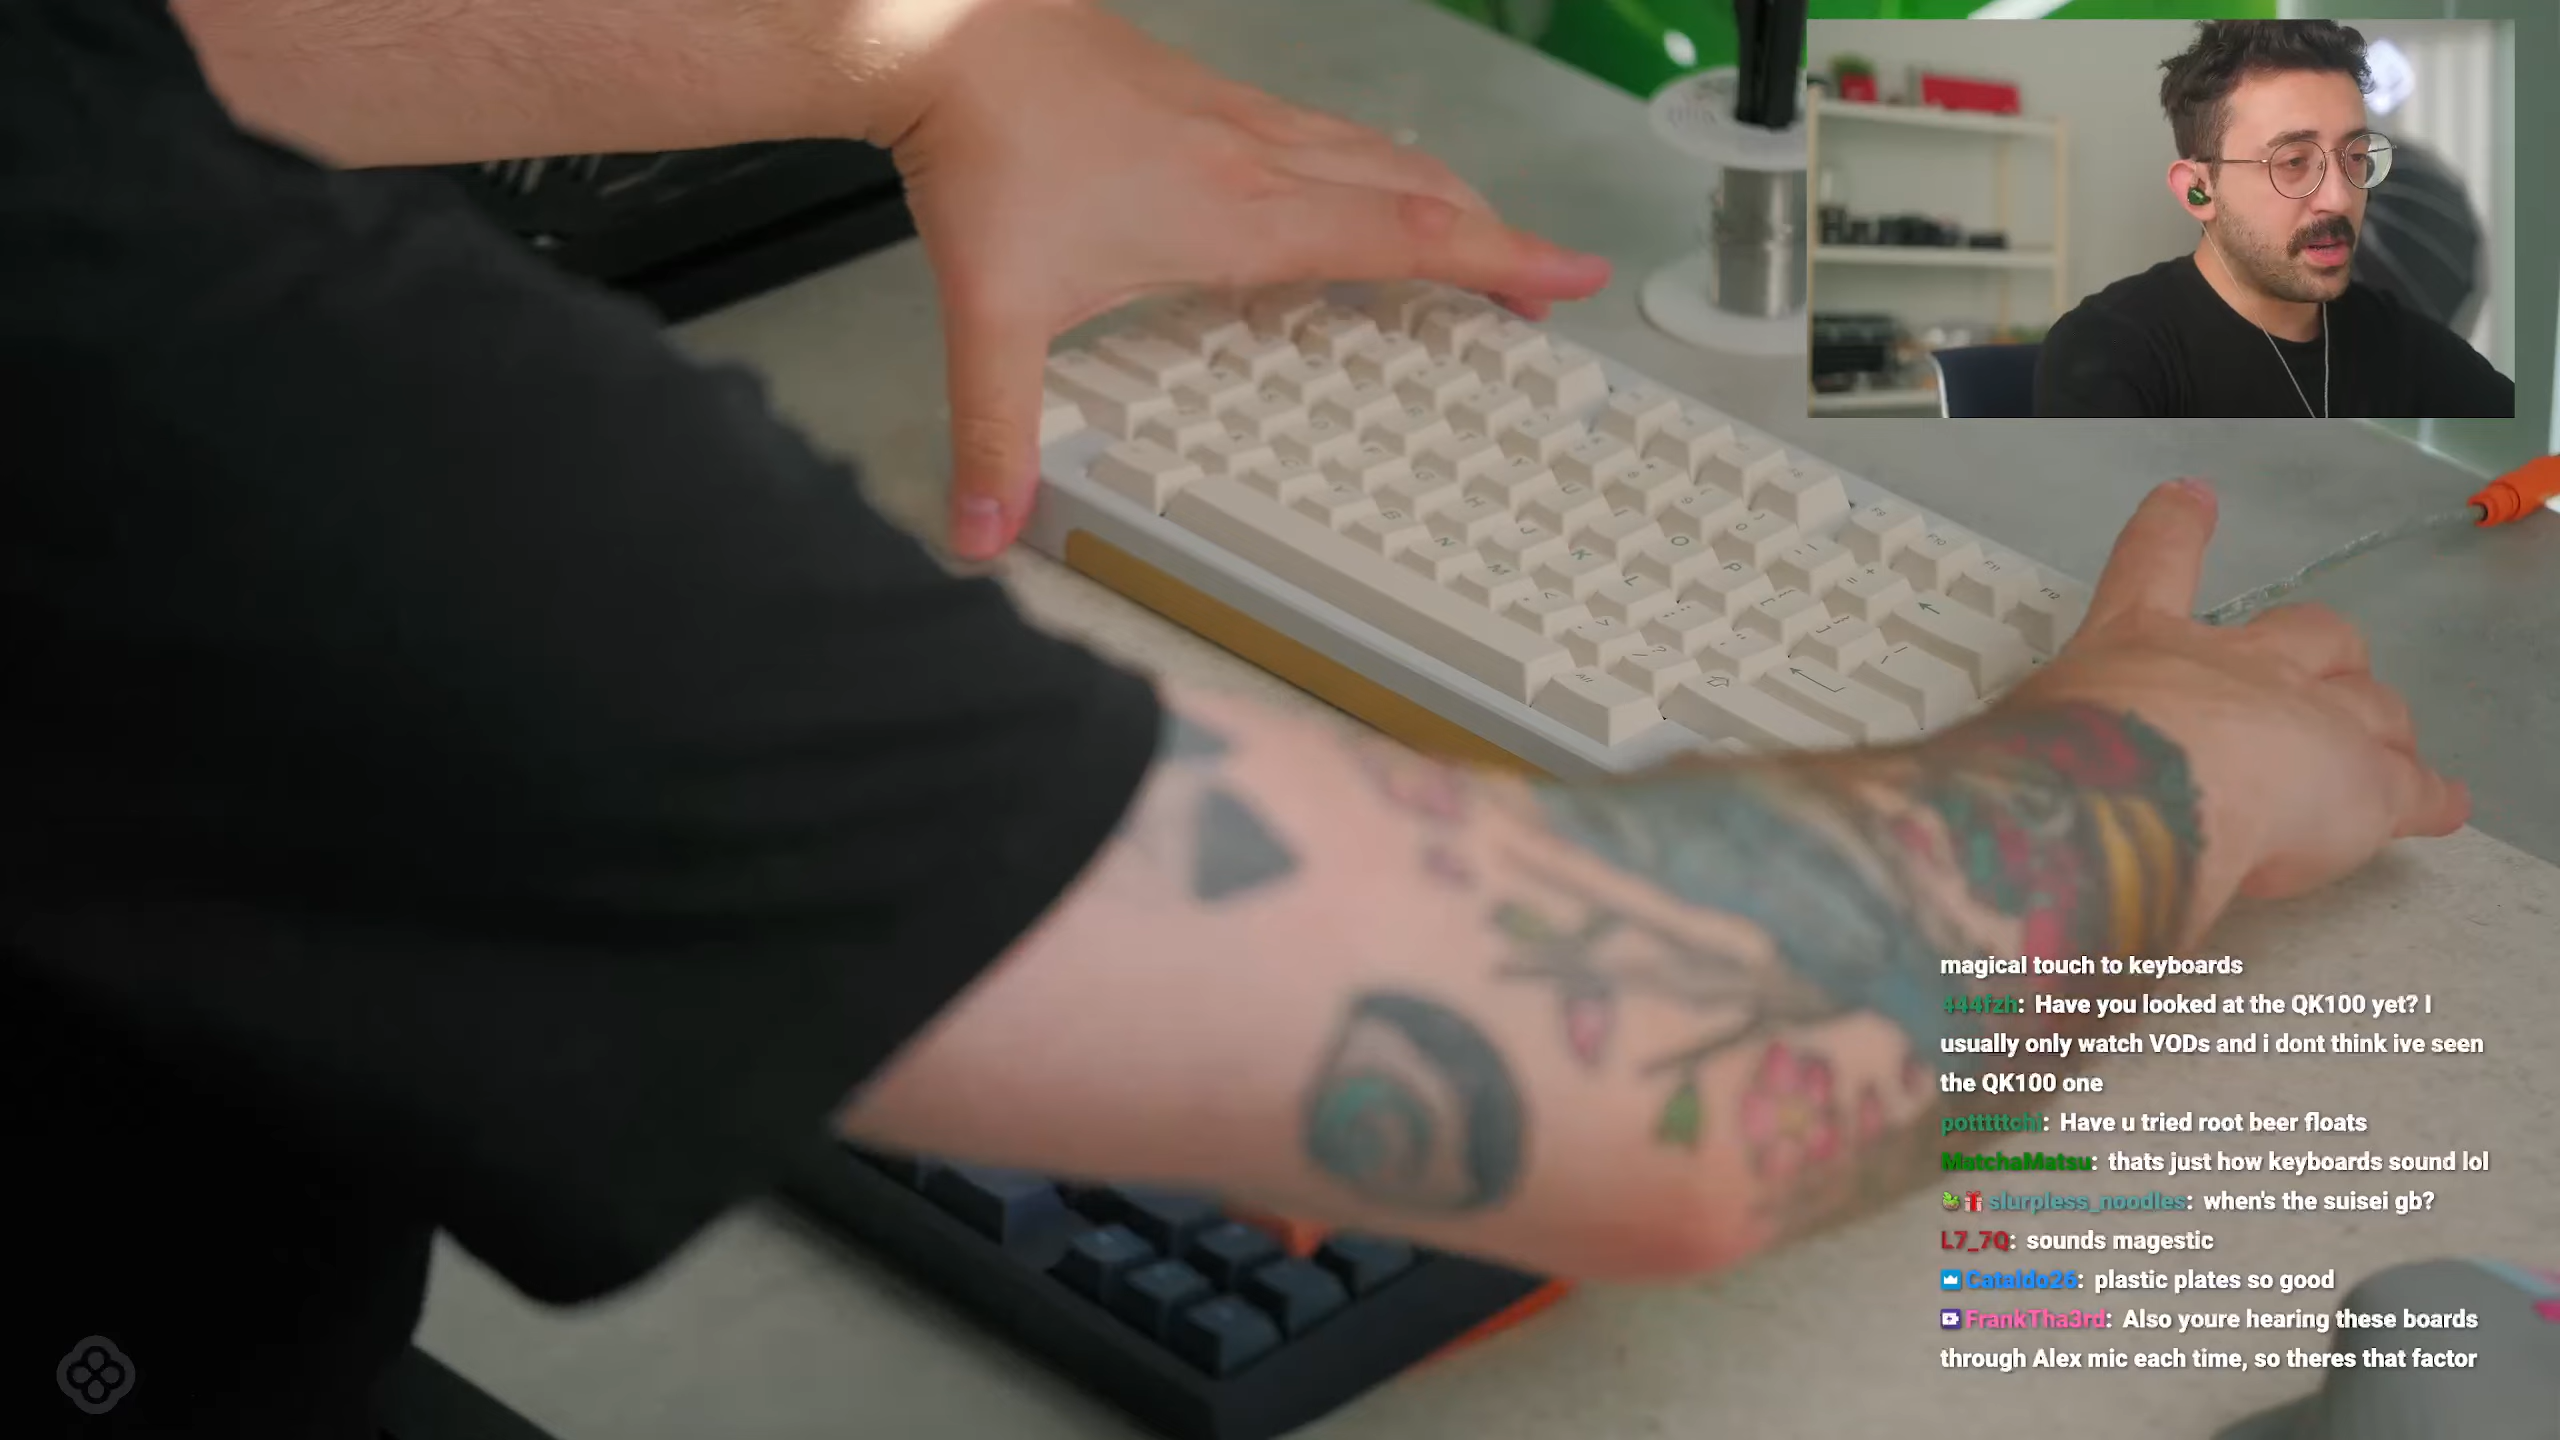 magical touch to keyboards
444fzh: Have you looked at the QK100 yet? I
usually only watch VODs and i dont think ive seen
the QK100 one
potttttchi: Have u tried root beer floats
MatchaMatsu: thats just how keyboards sound lol
slurpless_noodles: when's the suisei gb?
L7_7Q: sounds magestic
Cataldo26: plastic plates so good
FrankTha3rd: Also youre hearing these boards
through Alex mic each time, so theres that factor